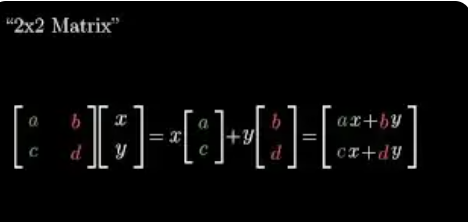 “2x2 Matrix”
[a b; c d][x; y] = x[a; c]+y[b; d] = [ax+by; cx+dy]